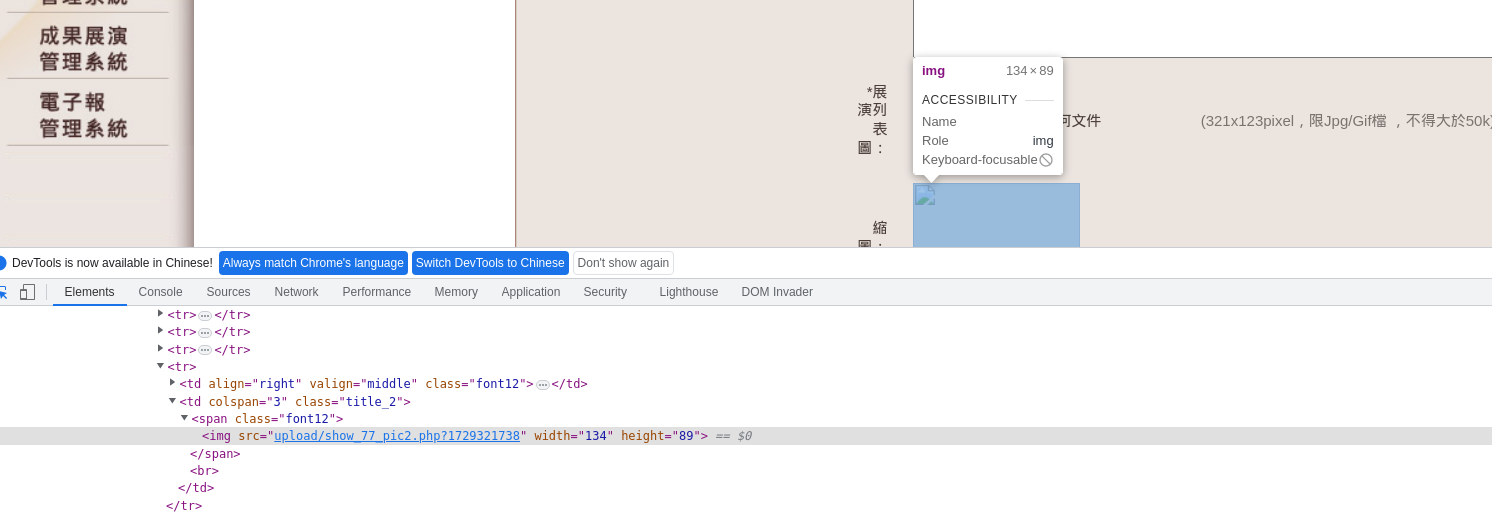 成果展演
管理系統
電子報
管理系統
*展
演列
表
圖：
縮
圖：
img 134 × 89
ACCESSIBILITY
Name
Role img
Keyboard-focusable
文件
(321x123pixel，限Jpg/Gif檔 ，不得大於50k)
DevTools is now available in Chinese! Always match Chrome's language Switch DevTools to Chinese Don't show again
Elements Console Sources Network Performance Memory Application Security Lighthouse DOM Invader
<tr>…</tr>
<tr>…</tr>
<tr>…</tr>
<tr>
<td align="right" valign="middle" class="font12">…</td>
<td colspan="3" class="title_2">
<span class="font12">
<img src="upload/show_77_pic2.php?1729321738" width="134" height="89"> == $0
</span>
<br>
</td>
</tr>